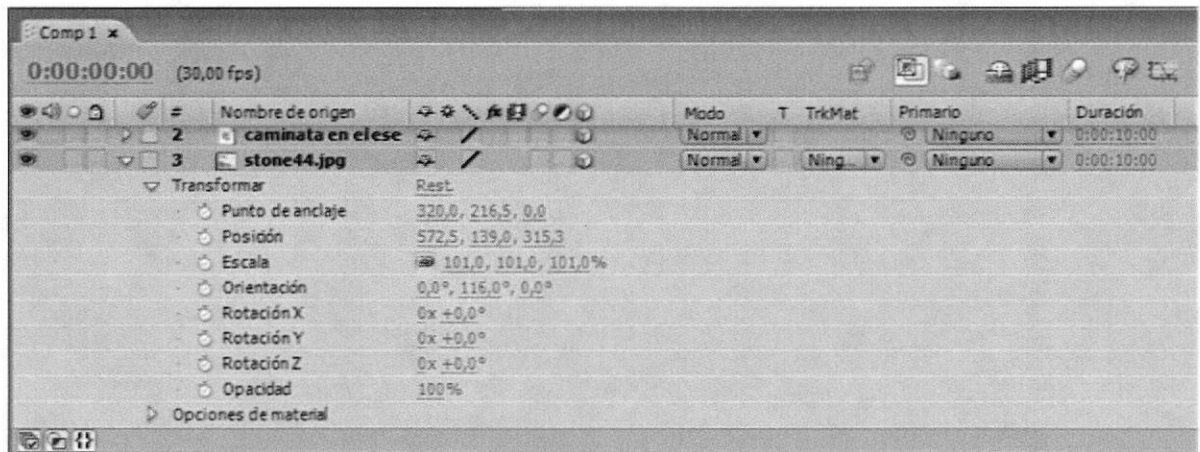 Comp 1 x
0:00:00:00 (30,00 fps)
# Nombre de origen Modo T TrkMat Primario Duración
2 caminata en el ese Normal Ninguno 0:00:10:00
3 stone44.jpg Normal Ning... Ninguno 0:00:10:00
Transformar Rest.
Punto de anclaje 320,0, 216,5, 0,0
Posición 572,5, 139,0, 315,3
Escala 101,0, 101,0, 101,0%
Orientación 0,0°, 116,0°, 0,0°
Rotación X 0x +0,0°
Rotación Y 0x +0,0°
Rotación Z 0x +0,0°
Opacidad 100%
Opciones de material